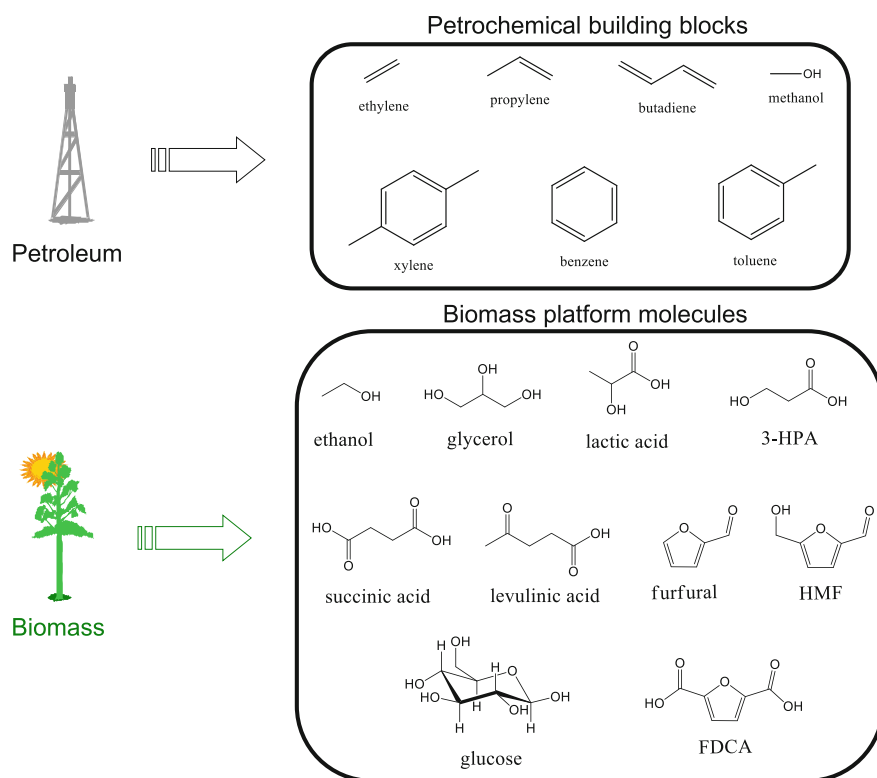 Petrochemical building blocks
OH
ethylene
propylene
butadiene
methanol
xylene
benzene
toluene
Petroleum
Biomass platform molecules
OH
ethanol
OH
HO
OH
glycerol
O
OH
OH
lactic acid
O
HO
OH
3-HPA
O
HO
OH
O
succinic acid
O
OH
O
levulinic acid
O
O
furfural
OH
O
O
HMF
Biomass
HO
H
H
O
HO
HO
H
OH
OH
H
H
glucose
O
O
O
HO
OH
FDCA